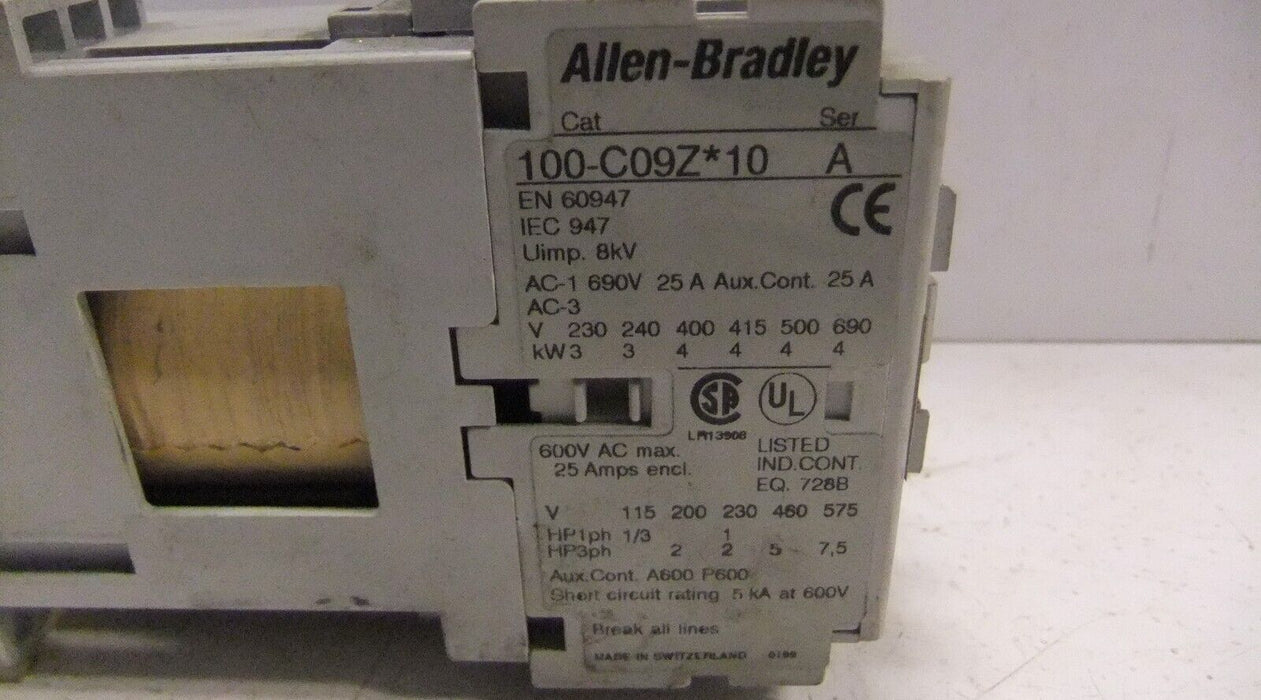 Allen-Bradley
Cat Ser
100-C09Z*10 A
EN 60947
IEC 947
Uimp. 8kV
CE
AC-1 690V 25 A Aux.Cont. 25 A
AC-3
V 230 240 400 415 500 690
kW 3 3 4 4 4 4
SP UL
LR13908
600V AC max.
25 Amps encl.
LISTED
IND.CONT.
EQ. 728B
V 115 200 230 460 575
HP1ph 1/3 1
HP3ph 2 2 5 7,5
Aux.Cont. A600 P600
Short circuit rating 5 kA at 600V
Break all lines
MADE IN SWITZERLAND